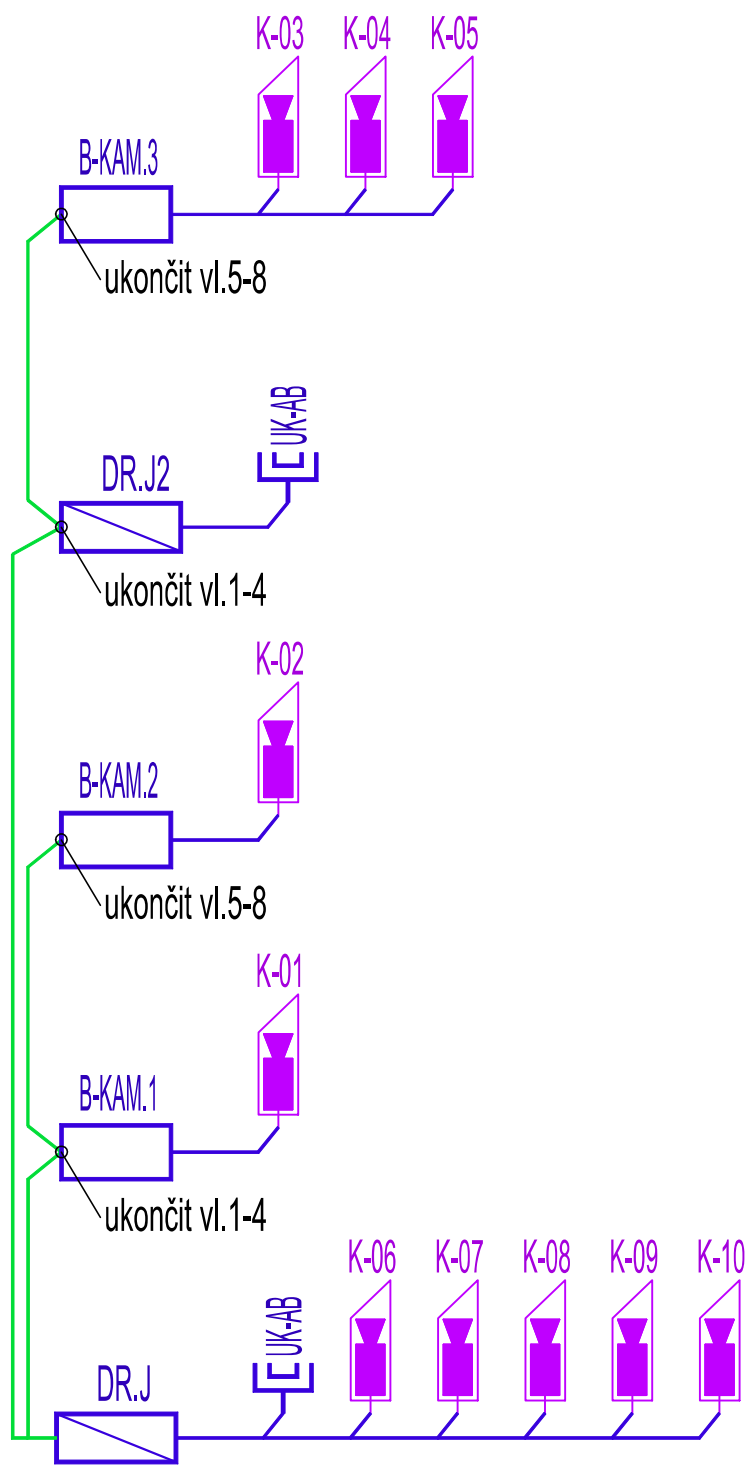 K-03 K-04 K-05
B-KAM.3
ukončit vl.5-8
UK-AB
DR.J2
ukončit vl.1-4
K-02
B-KAM.2
ukončit vl.5-8
K-01
B-KAM.1
ukončit vl.1-4
K-06 K-07 K-08 K-09 K-10
UK-AB
DR.J